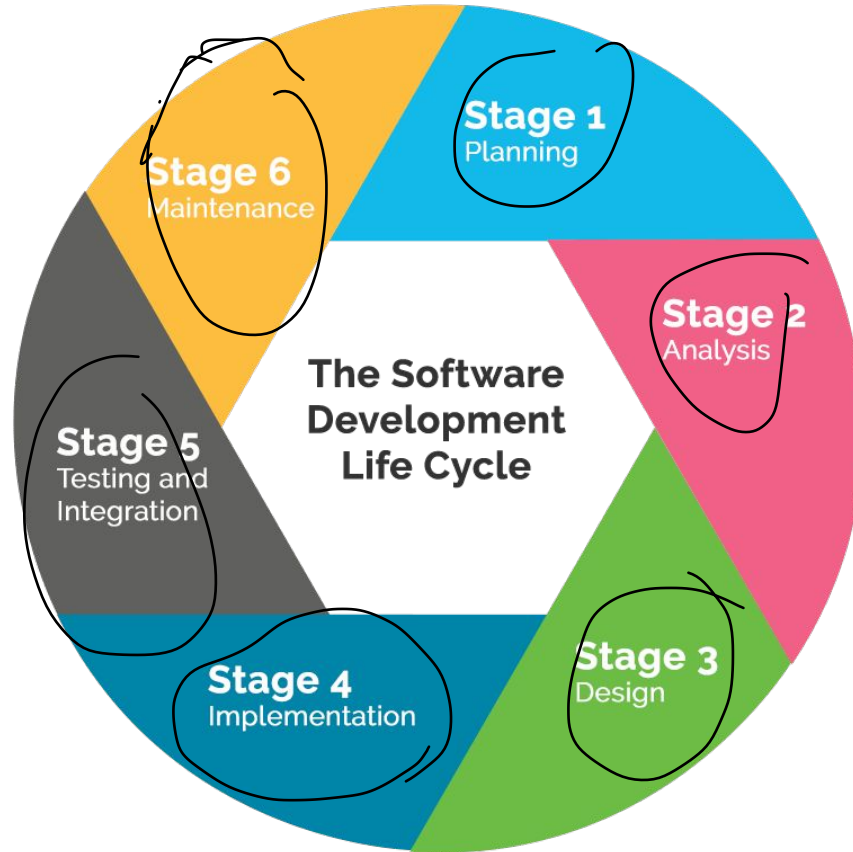 The Software
Development
Life Cycle
Stage 1
Planning
Stage 2
Analysis
Stage 3
Design
Stage 4
Implementation
Stage 5
Testing and
Integration
Stage 6
Maintenance